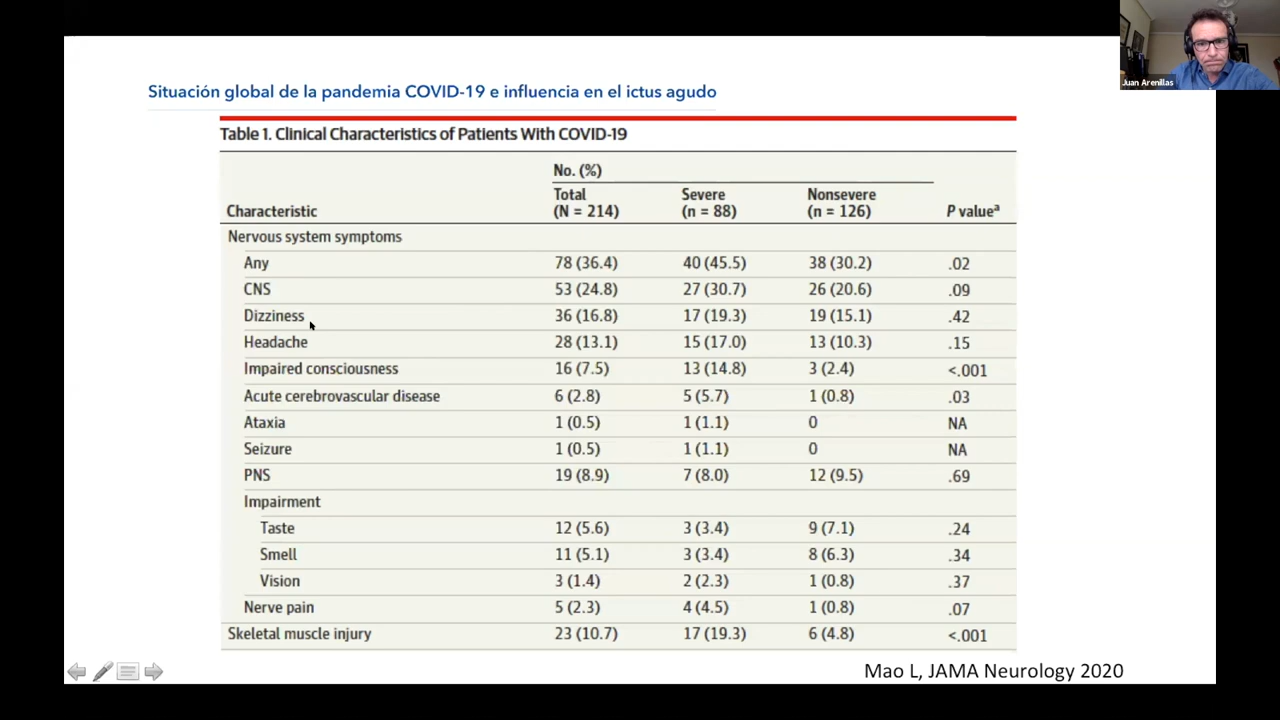 Juan Arenillas
Situación global de la pandemia COVID-19 e influencia en el ictus agudo
Table 1. Clinical Characteristics of Patients With COVID-19
No. (%)
Characteristic Total (N = 214) Severe (n = 88) Nonsevere (n = 126) P valueᵃ
Nervous system symptoms
Any 78 (36.4) 40 (45.5) 38 (30.2) .02
CNS 53 (24.8) 27 (30.7) 26 (20.6) .09
Dizziness 36 (16.8) 17 (19.3) 19 (15.1) .42
Headache 28 (13.1) 15 (17.0) 13 (10.3) .15
Impaired consciousness 16 (7.5) 13 (14.8) 3 (2.4) <.001
Acute cerebrovascular disease 6 (2.8) 5 (5.7) 1 (0.8) .03
Ataxia 1 (0.5) 1 (1.1) 0 NA
Seizure 1 (0.5) 1 (1.1) 0 NA
PNS 19 (8.9) 7 (8.0) 12 (9.5) .69
Impairment
Taste 12 (5.6) 3 (3.4) 9 (7.1) .24
Smell 11 (5.1) 3 (3.4) 8 (6.3) .34
Vision 3 (1.4) 2 (2.3) 1 (0.8) .37
Nerve pain 5 (2.3) 4 (4.5) 1 (0.8) .07
Skeletal muscle injury 23 (10.7) 17 (19.3) 6 (4.8) <.001
Mao L, JAMA Neurology 2020